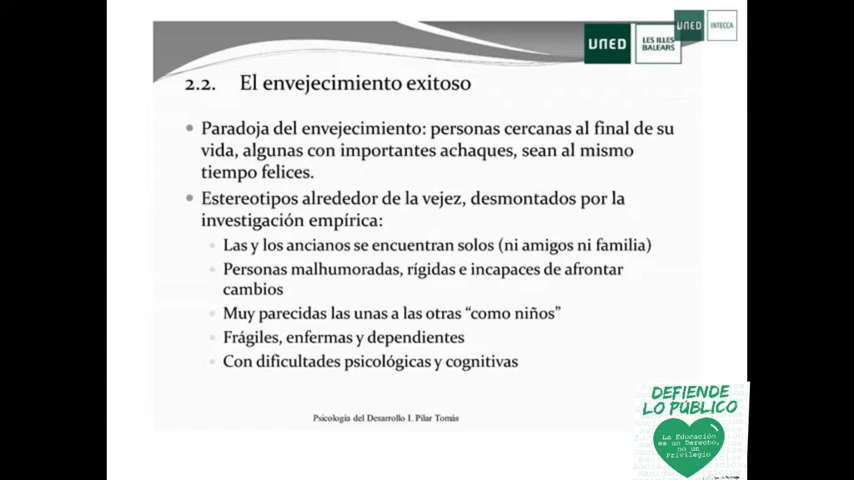 UNED
INTECCA
UNED
LES ILLES
BALEARS
2.2. El envejecimiento exitoso
Paradoja del envejecimiento: personas cercanas al final de su
vida, algunas con importantes achaques, sean al mismo
tiempo felices.
Estereotipos alrededor de la vejez, desmontados por la
investigación empírica:
Las y los ancianos se encuentran solos (ni amigos ni familia)
Personas malhumoradas, rígidas e incapaces de afrontar
cambios
Muy parecidas las unas a las otras “como niños”
Frágiles, enfermas y dependientes
Con dificultades psicológicas y cognitivas
Psicología del Desarrollo I. Pilar Tomás
DEFIENDE
LO PÚBLICO
La Educación
es un Derecho,
no un
Privilegio